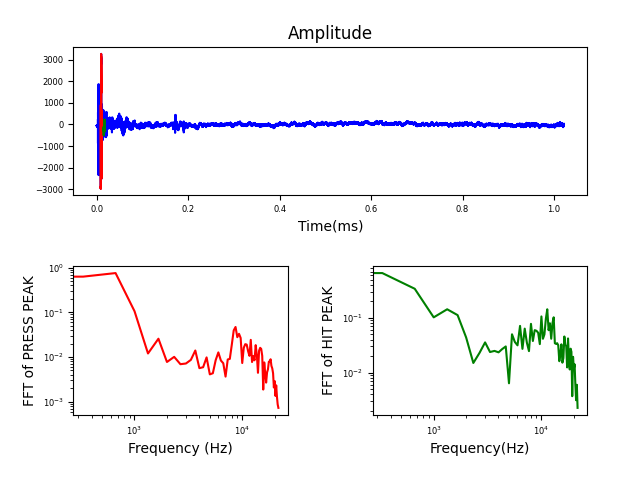 Amplitude
3000
2000
1000
0
−1000
−2000
−3000
0.0 0.2 0.4 0.6 0.8 1.0
Time(ms)
FFT of PRESS PEAK
10⁰
10⁻¹
10⁻²
10⁻³
10³ 10⁴
Frequency (Hz)
FFT of HIT PEAK
10⁻¹
10⁻²
10³ 10⁴
Frequency(Hz)